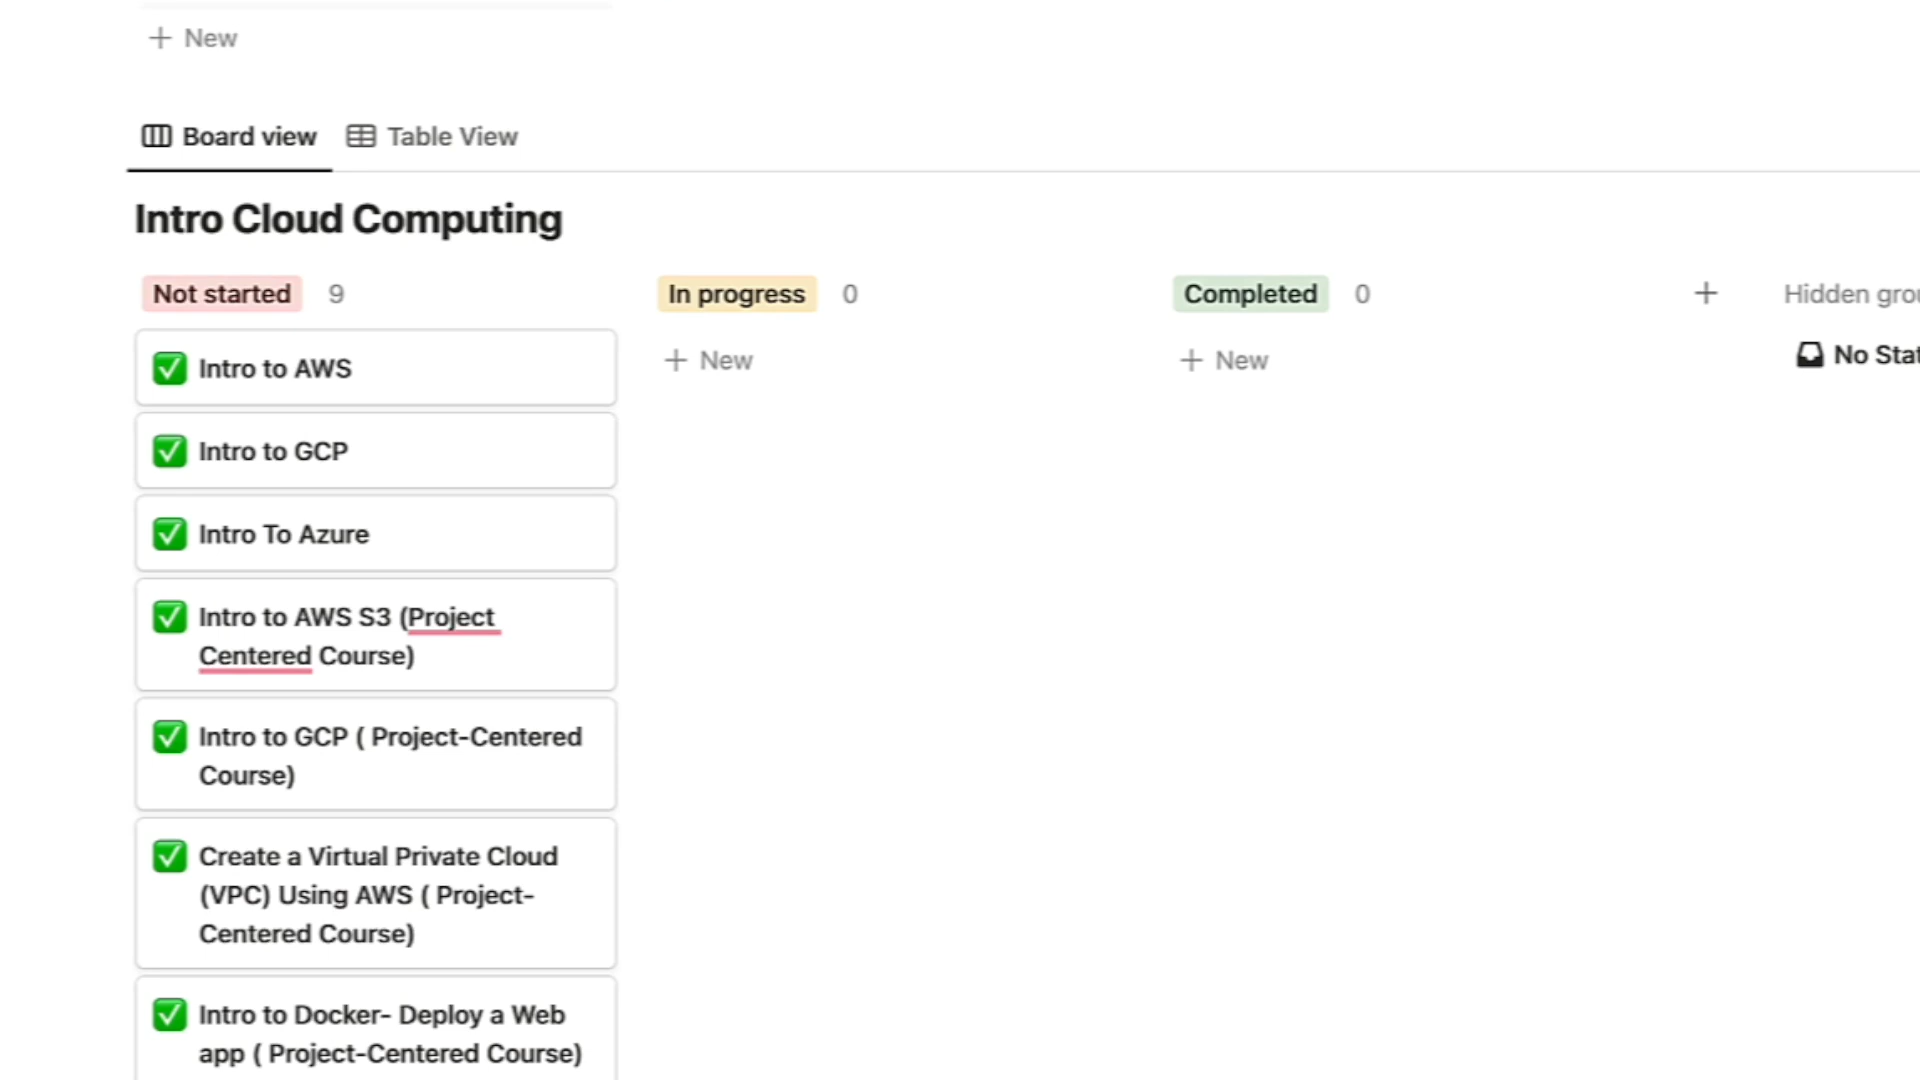 + New
Board view Table View
Intro Cloud Computing
Not started 9 In progress 0 Completed 0 + Hidden
✅ Intro to AWS + New + New No
✅ Intro to GCP
✅ Intro To Azure
✅ Intro to AWS S3 (Project
Centered Course)
✅ Intro to GCP ( Project-Centered
Course)
✅ Create a Virtual Private Cloud
(VPC) Using AWS ( Project-
Centered Course)
✅ Intro to Docker- Deploy a Web
app ( Project-Centered Course)